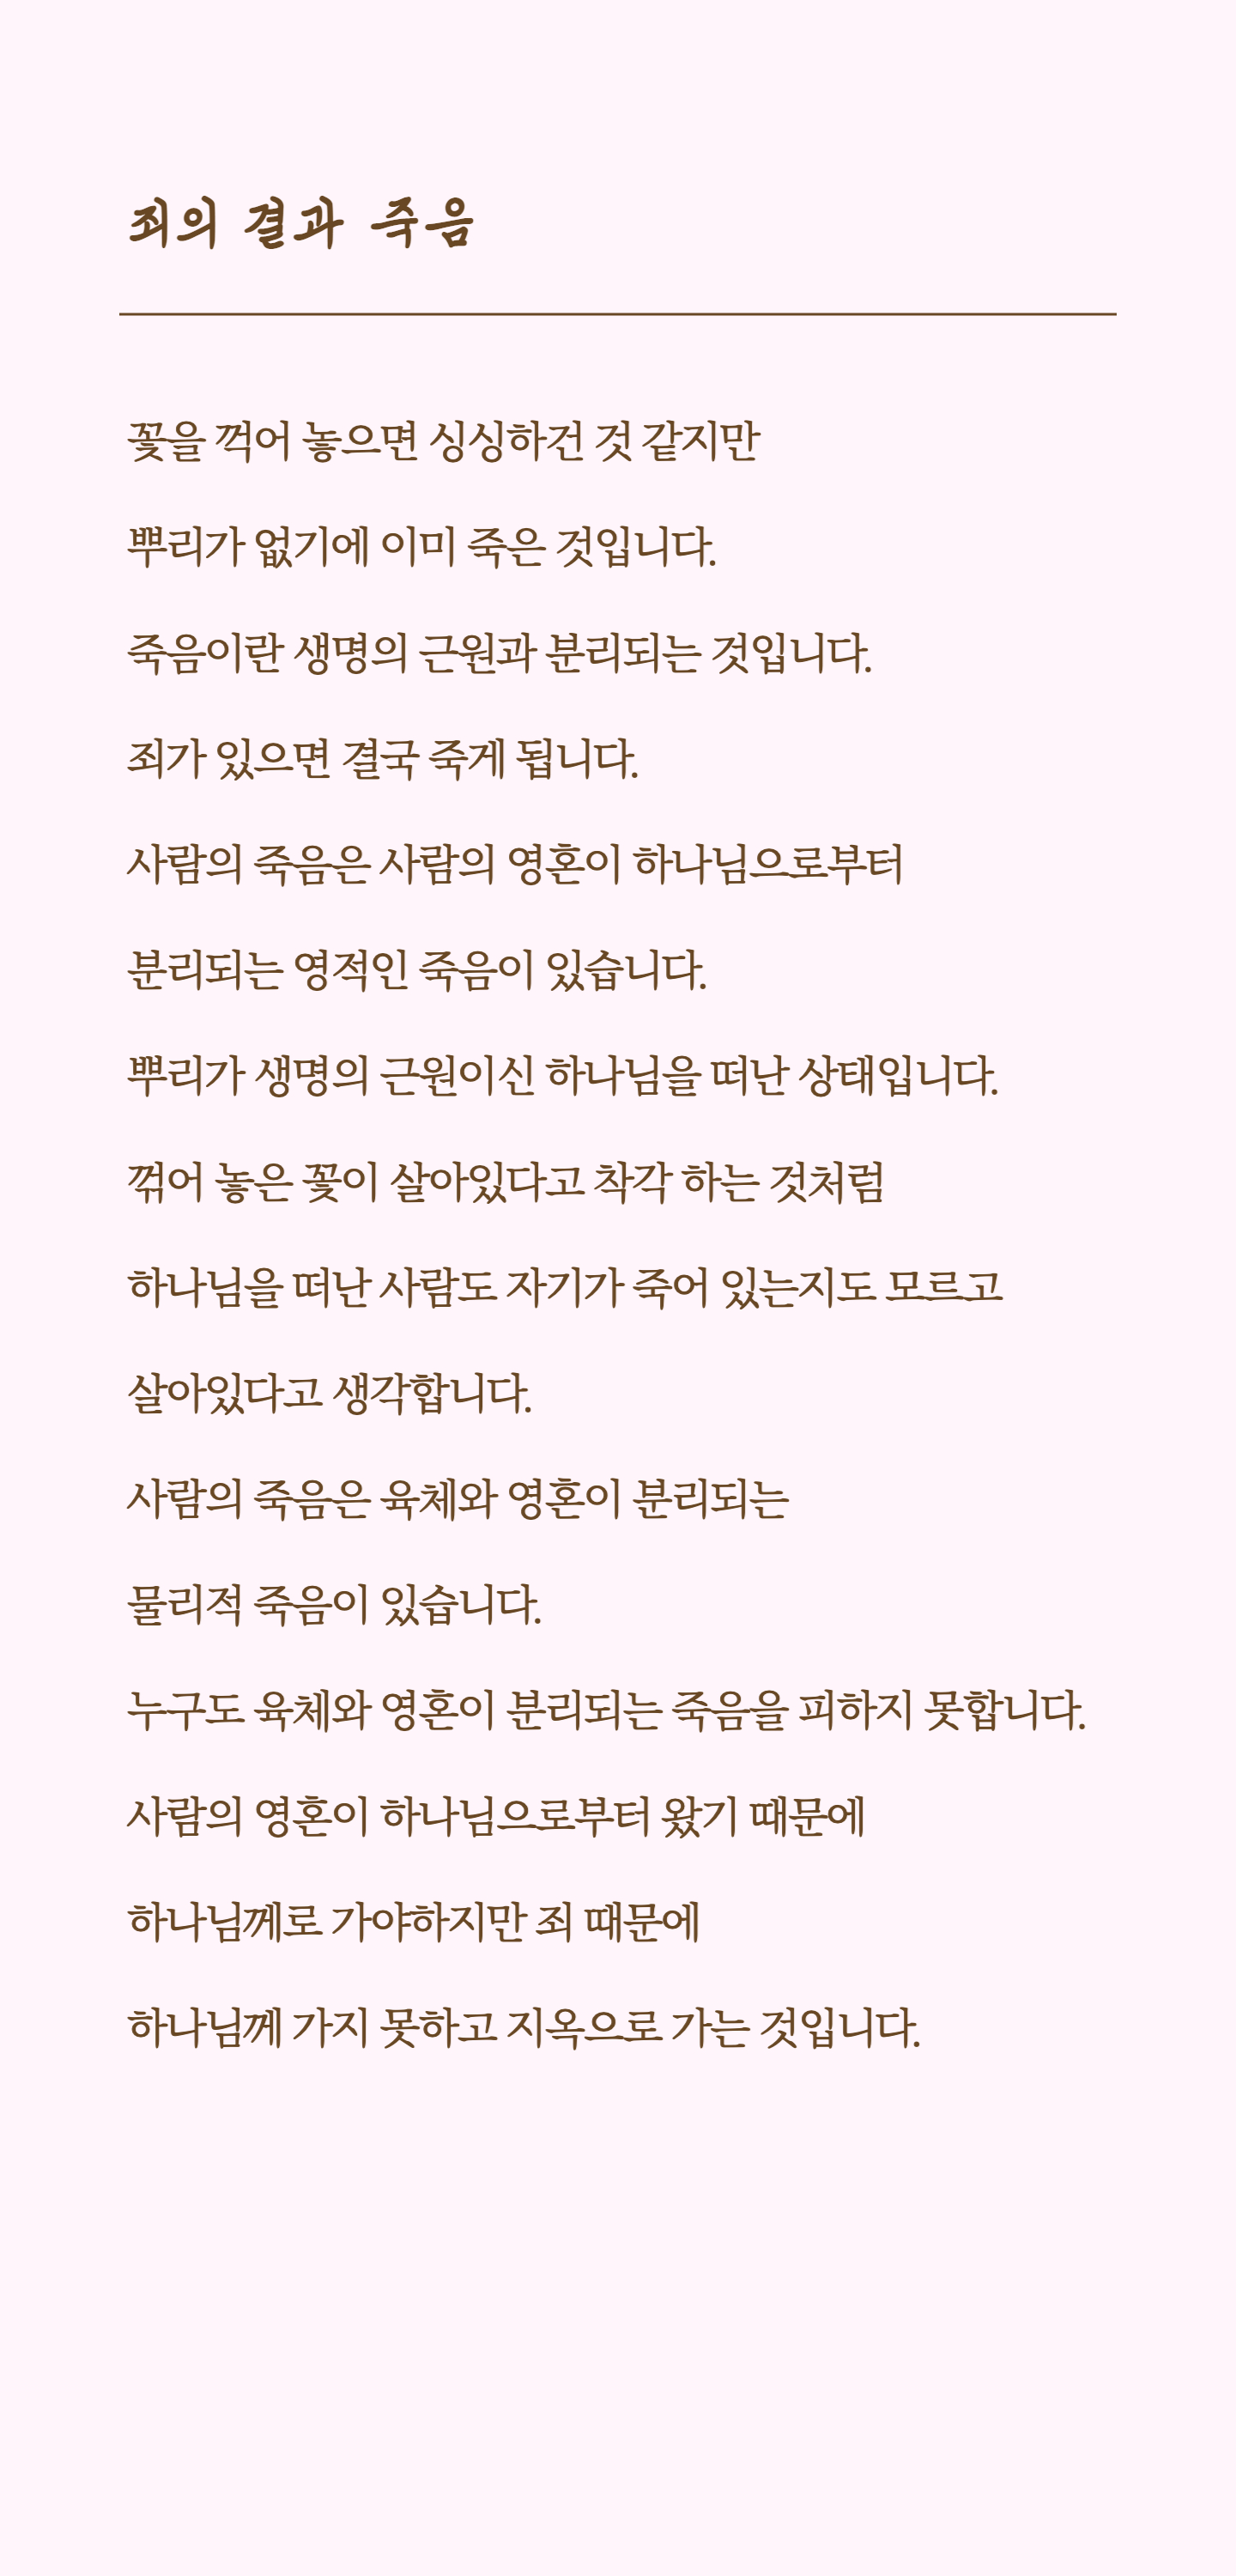 죄의 결과 죽음
꽃을 꺽어 놓으면 싱싱하건 것 같지만
뿌리가 없기에 이미 죽은 것입니다.
죽음이란 생명의 근원과 분리되는 것입니다.
죄가 있으면 결국 죽게 됩니다.
사람의 죽음은 사람의 영혼이 하나님으로부터
분리되는 영적인 죽음이 있습니다.
뿌리가 생명의 근원이신 하나님을 떠난 상태입니다.
꺾어 놓은 꽃이 살아있다고 착각 하는 것처럼
하나님을 떠난 사람도 자기가 죽어 있는지도 모르고
살아있다고 생각합니다.
사람의 죽음은 육체와 영혼이 분리되는
물리적 죽음이 있습니다.
누구도 육체와 영혼이 분리되는 죽음을 피하지 못합니다.
사람의 영혼이 하나님으로부터 왔기 때문에
하나님께로 가야하지만 죄 때문에
하나님께 가지 못하고 지옥으로 가는 것입니다.